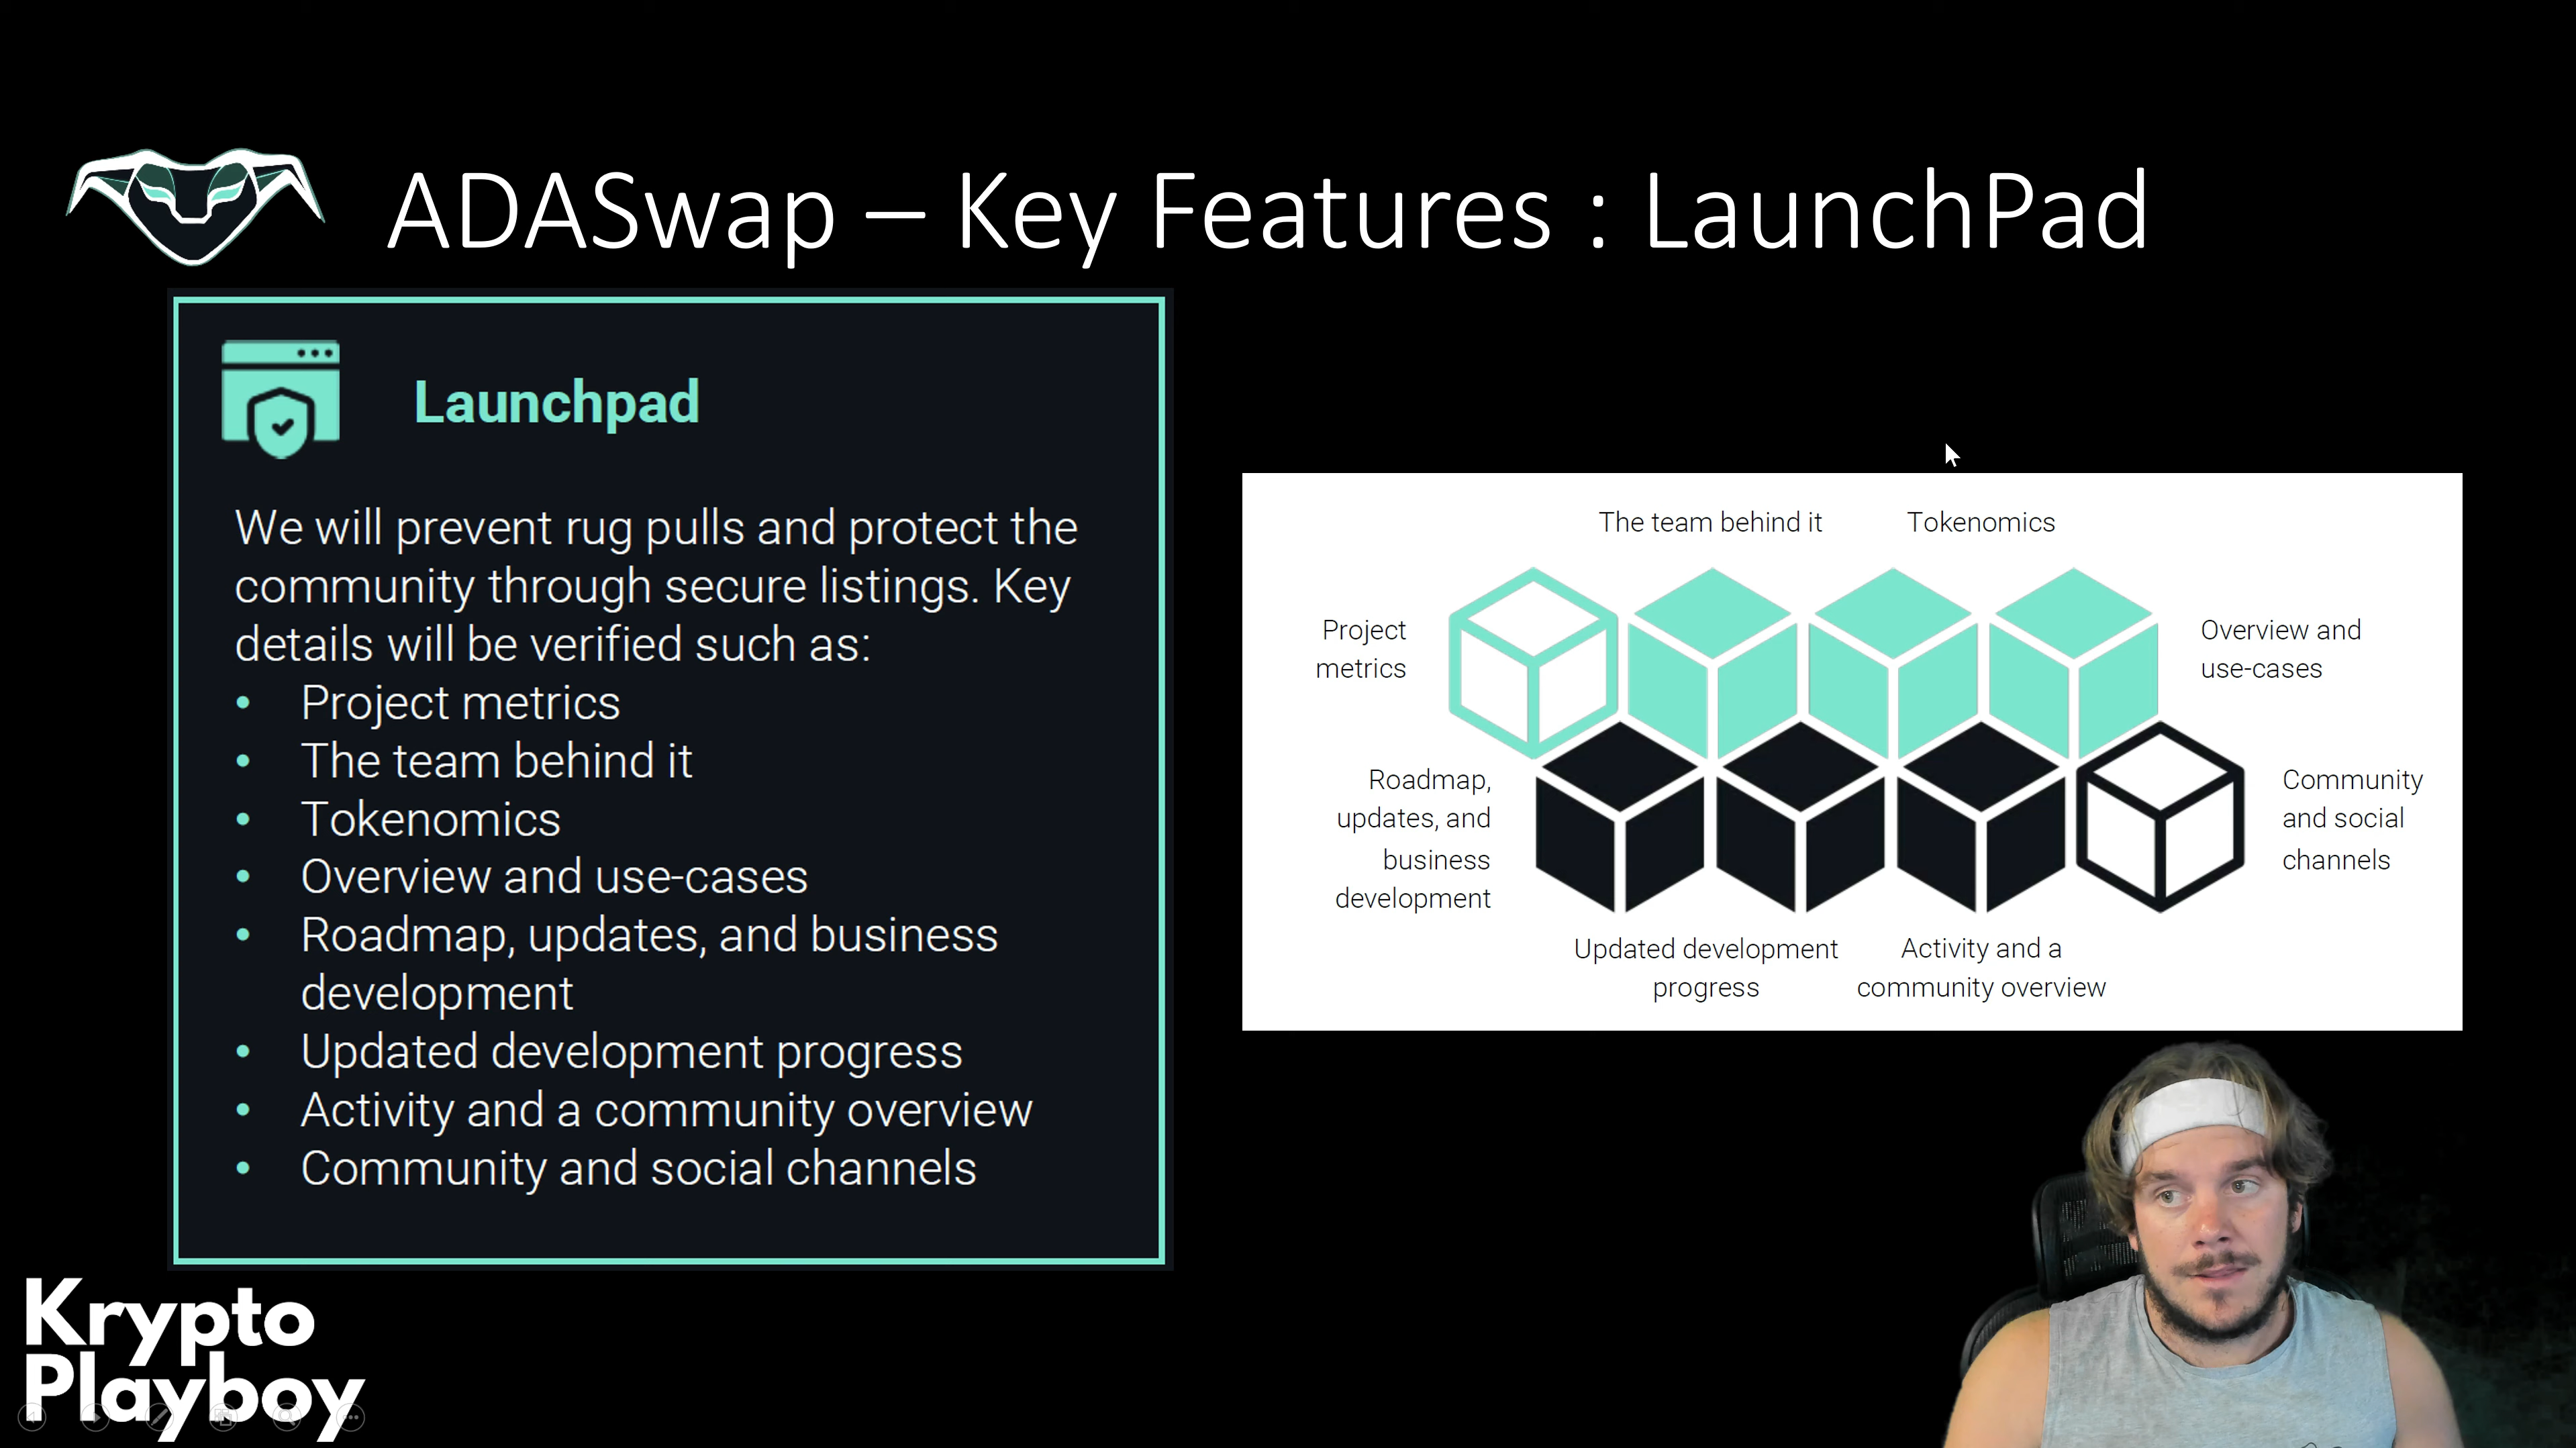 ADASwap – Key Features : LaunchPad
Launchpad
We will prevent rug pulls and protect the
community through secure listings. Key
details will be verified such as:
• Project metrics
• The team behind it
• Tokenomics
• Overview and use-cases
• Roadmap, updates, and business
development
• Updated development progress
• Activity and a community overview
• Community and social channels
The team behind it
Tokenomics
Project
metrics
Overview and
use-cases
Roadmap,
updates, and
business
development
Community
and social
channels
Updated development
progress
Activity and a
community overview
Krypto
Playboy